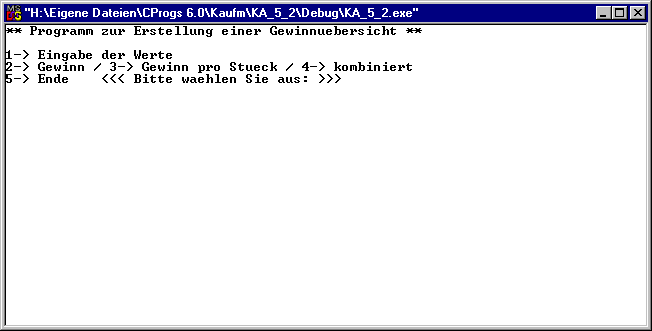 "H:\Eigene Dateien\CProgs 6.0\Kaufm\KA_5_2\Debug\KA_5_2.exe"
** Programm zur Erstellung einer Gewinnuebersicht **
1-> Eingabe der Werte
2-> Gewinn / 3-> Gewinn pro Stueck / 4-> kombiniert
5-> Ende    <<< Bitte waehlen Sie aus: >>>